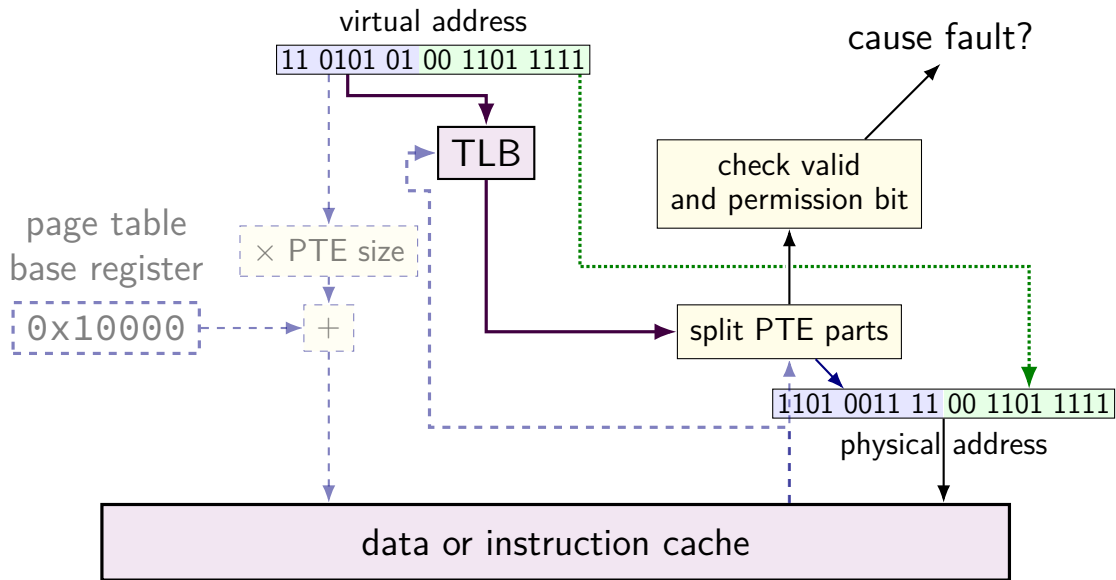 virtual address
11 0101 01 00 1101 1111
cause fault?
TLB
check valid
and permission bit
page table
base register
× PTE size
0x10000
+
split PTE parts
1101 0011 11 00 1101 1111
physical address
data or instruction cache